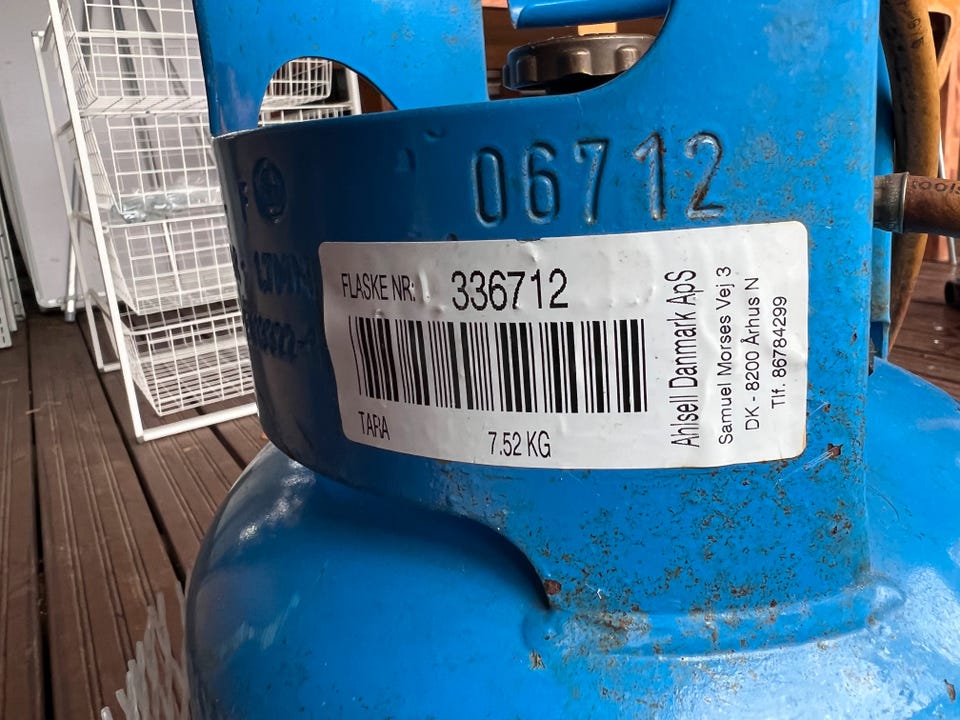 06712
FLASKE NR: 336712
TARA 7.52 KG
Ahlsell Danmark ApS
Samuel Morses Vej 3
DK - 8200 Århus N
Tlf. 86784299